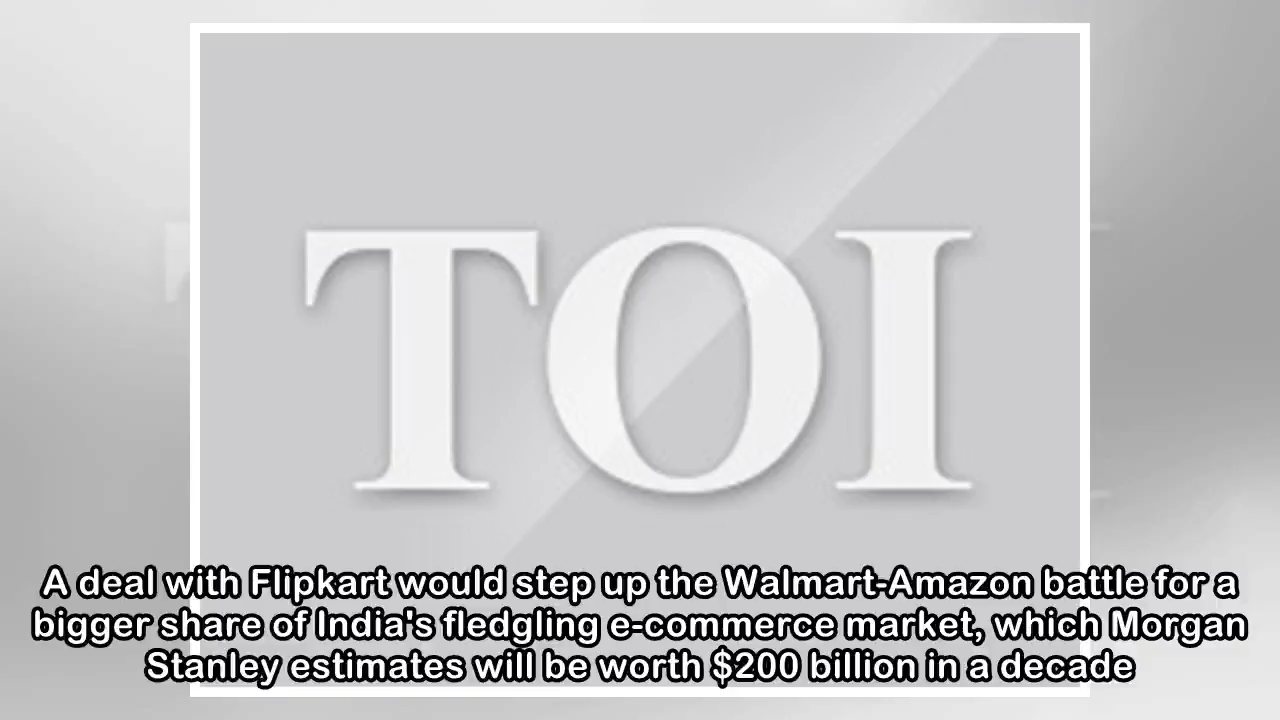 TOI
A deal with Flipkart would step up the Walmart-Amazon battle for a
bigger share of India's fledgling e-commerce market, which Morgan
Stanley estimates will be worth $200 billion in a decade